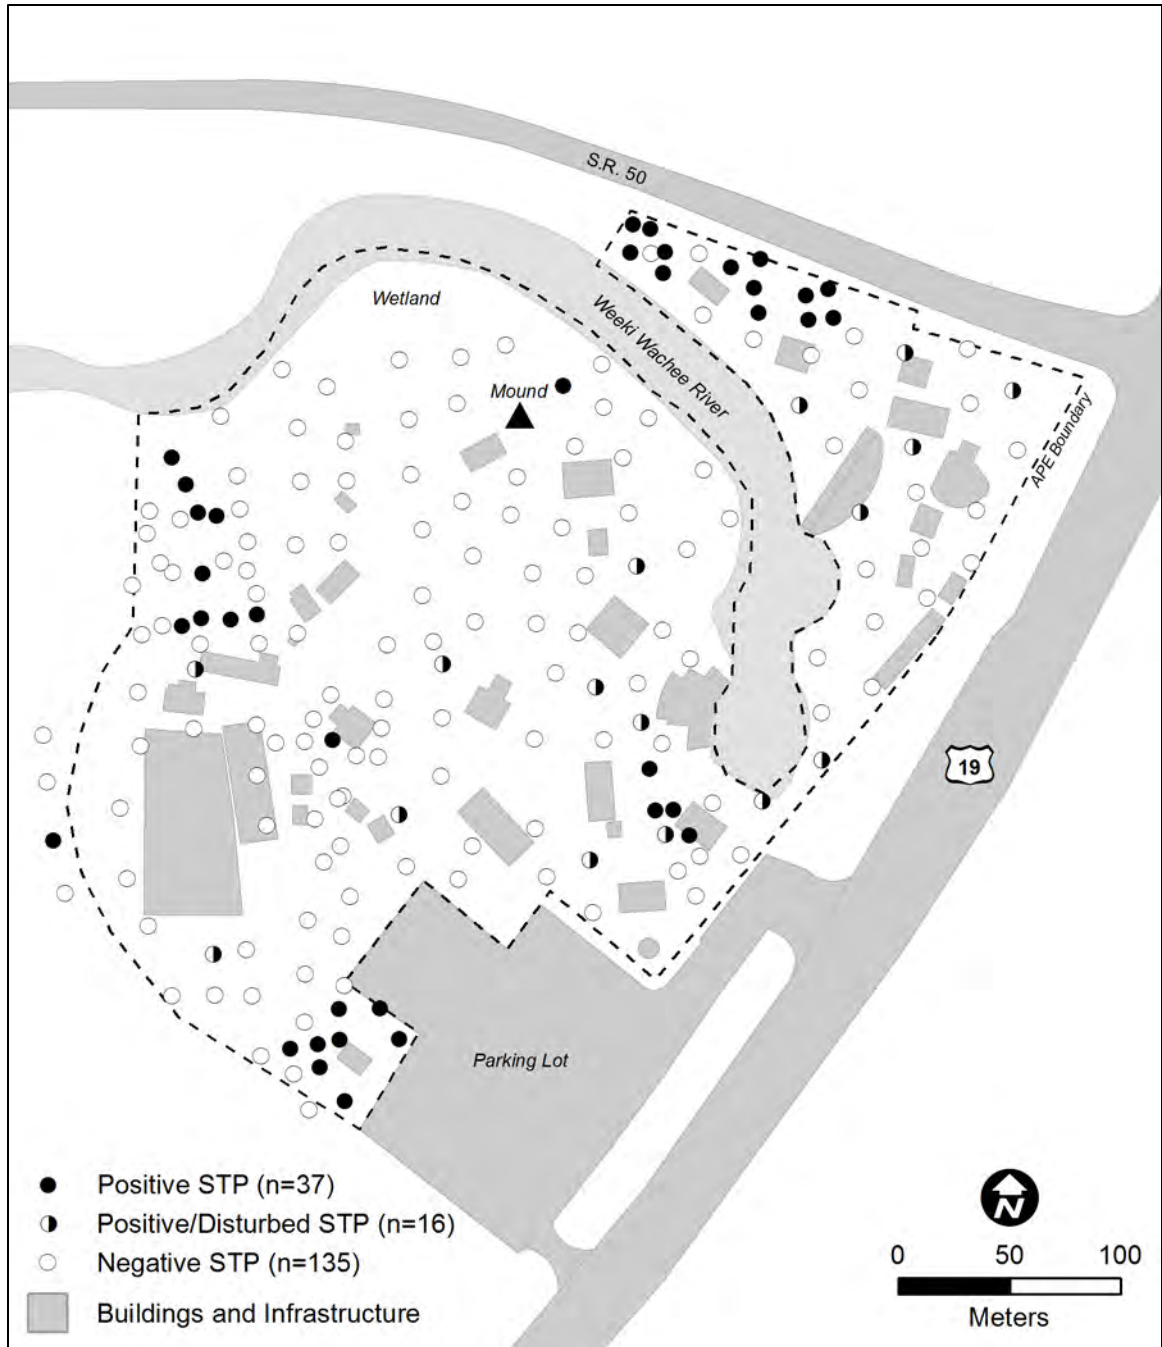 S.R. 50
Wetland
Weeki Wachee River
Mound
APE Boundary
19
Parking Lot
Positive STP (n=37)
Positive/Disturbed STP (n=16)
Negative STP (n=135)
Buildings and Infrastructure
N
0 50 100
Meters